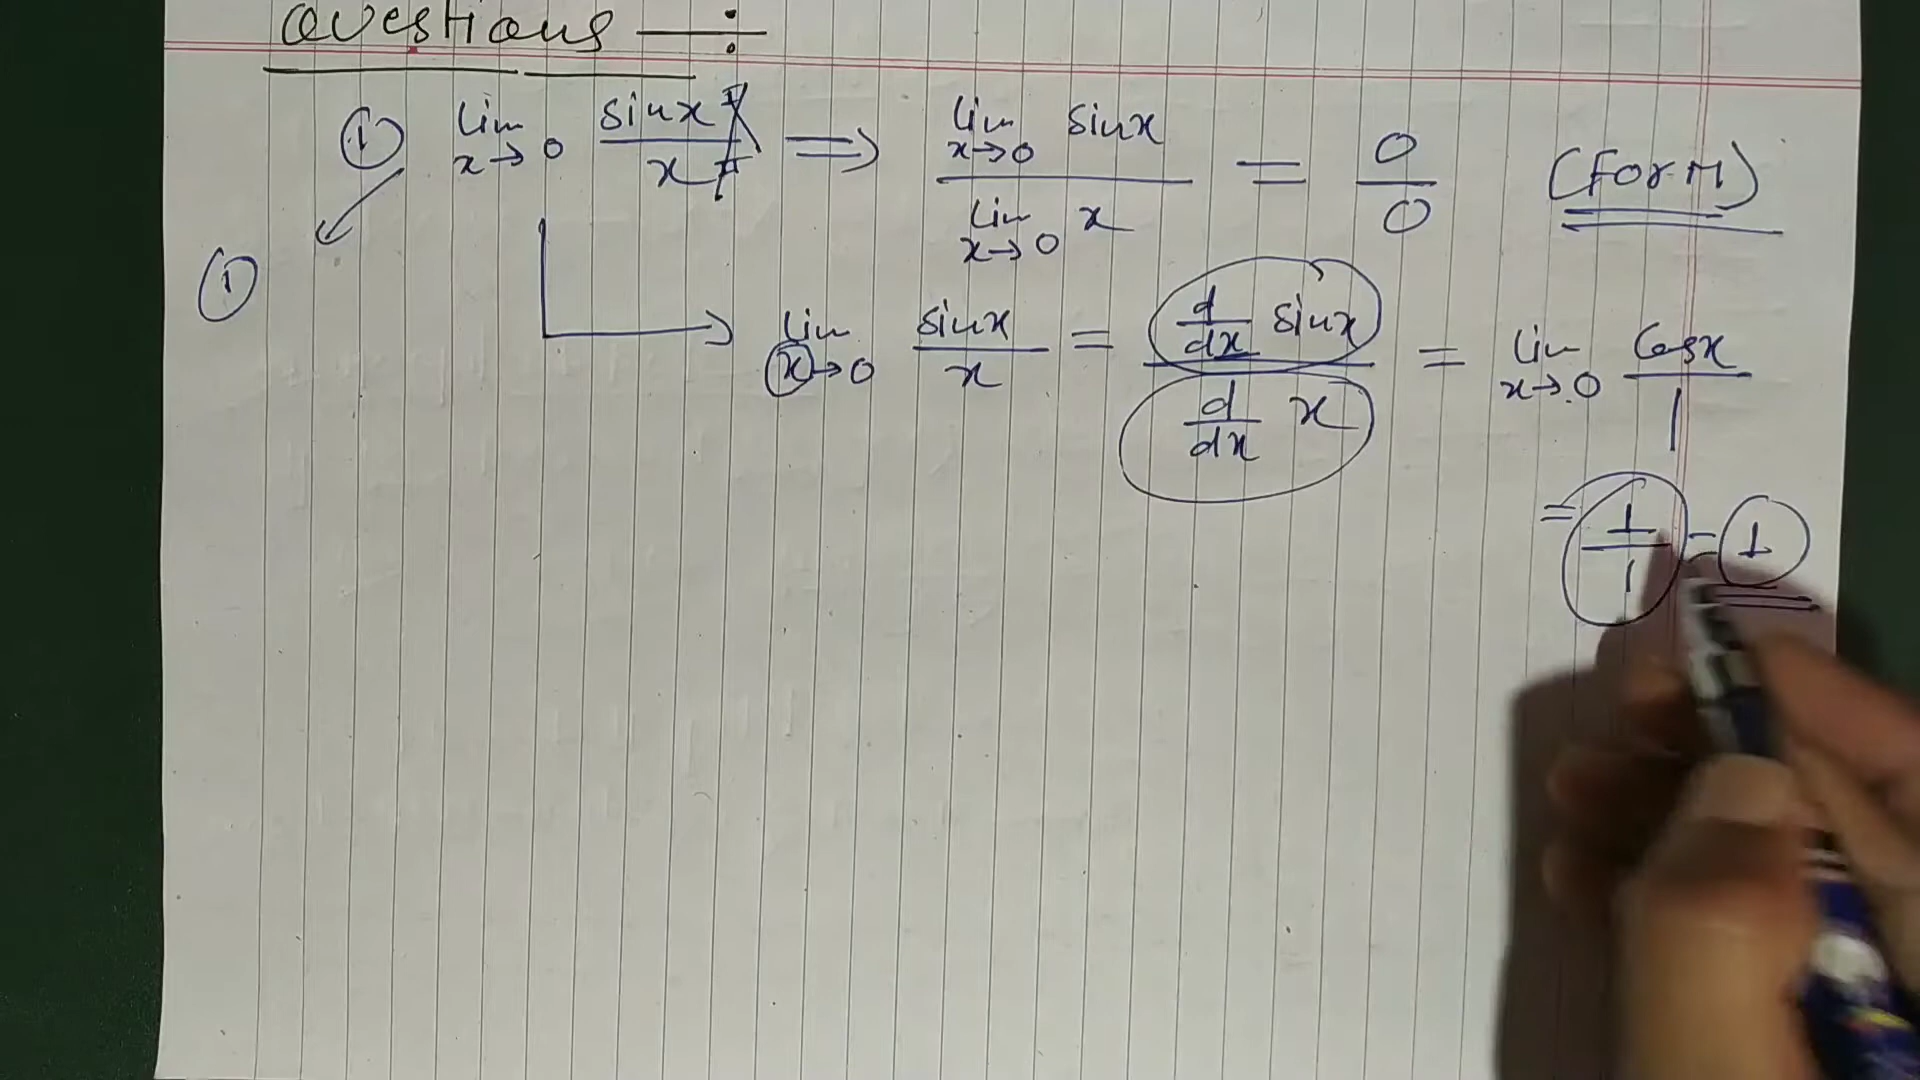 Questions ÷
① lim x→0 sinx/x ⇒ lim x→0 sinx / lim x→0 x = 0/0 (Form)
①
lim x→0 sinx/x = d/dx sinx / d/dx x = lim x→0 Cosx/1
= 1/1 = 1